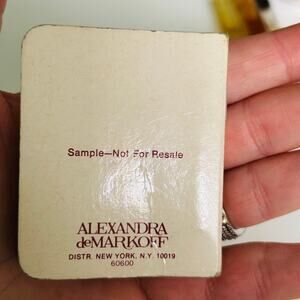 Sample—Not For Resale
ALEXANDRA
deMARKOFF
DISTR. NEW YORK, N.Y. 10019
60600